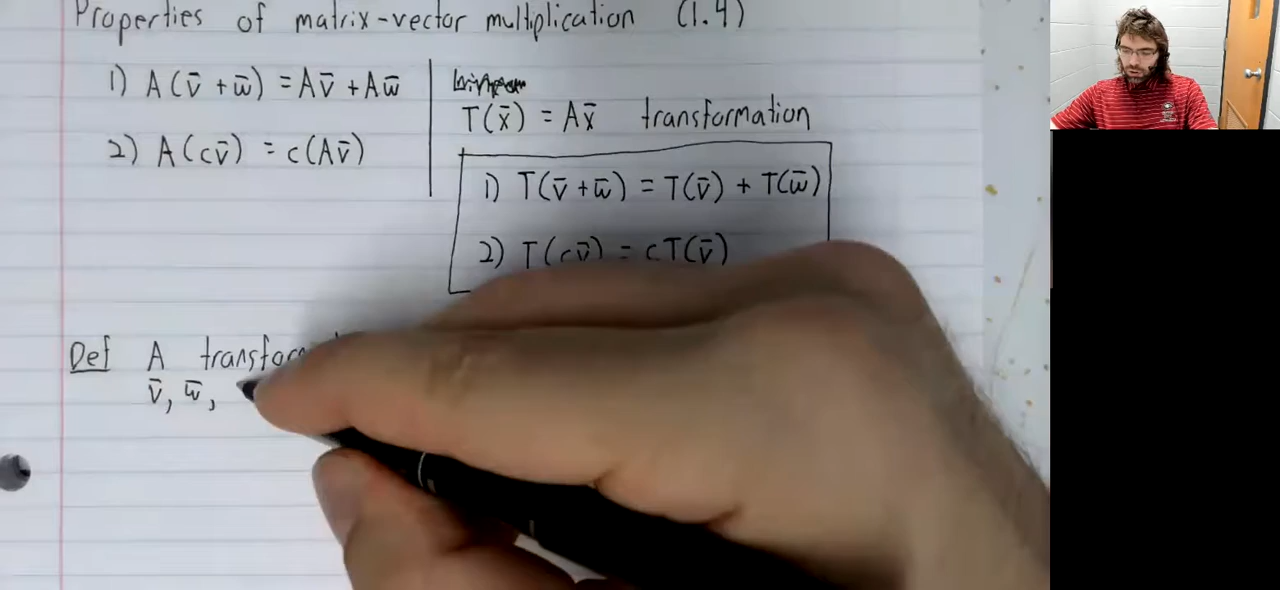 Properties of matrix-vector multiplication (1.4)
1) A(v̄ + w̄) = Av̄ + Aw̄
2) A(cv̄) = c(Av̄)
T(x̄) = Ax̄ transformation
1) T(v̄ + w̄) = T(v̄) + T(w̄)
2) T(cv̄) = cT(v̄)
Def A
v̄, w̄,